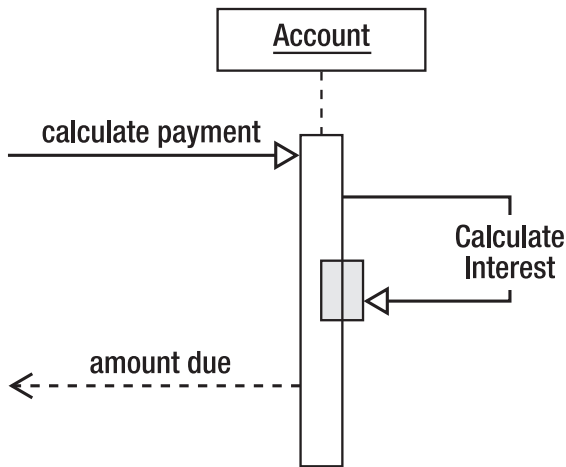 Account
calculate payment
Calculate
Interest
amount due